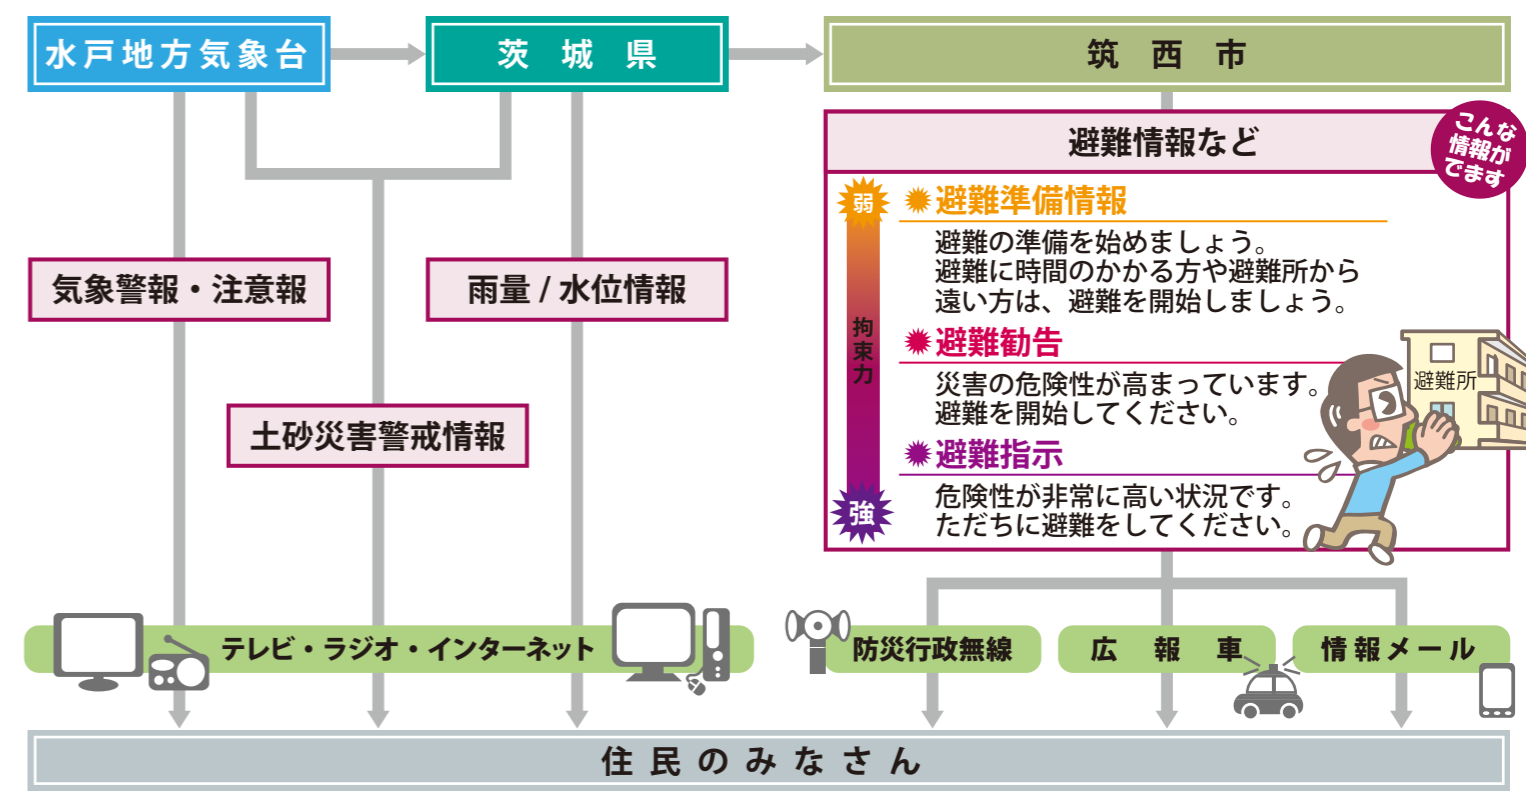 水戸地方気象台
茨城県
筑西市
避難情報など
こんな
情報が
でます
気象警報・注意報
雨量 / 水位情報
土砂災害警戒情報
弱
拘束力
強
避難準備情報
避難の準備を始めましょう。
避難に時間のかかる方や避難所から
遠い方は、避難を開始しましょう。
避難勧告
災害の危険性が高まっています。
避難を開始してください。
避難指示
危険性が非常に高い状況です。
ただちに避難をしてください。
避難所
テレビ・ラジオ・インターネット
防災行政無線
広報車
情報メール
住民のみなさん